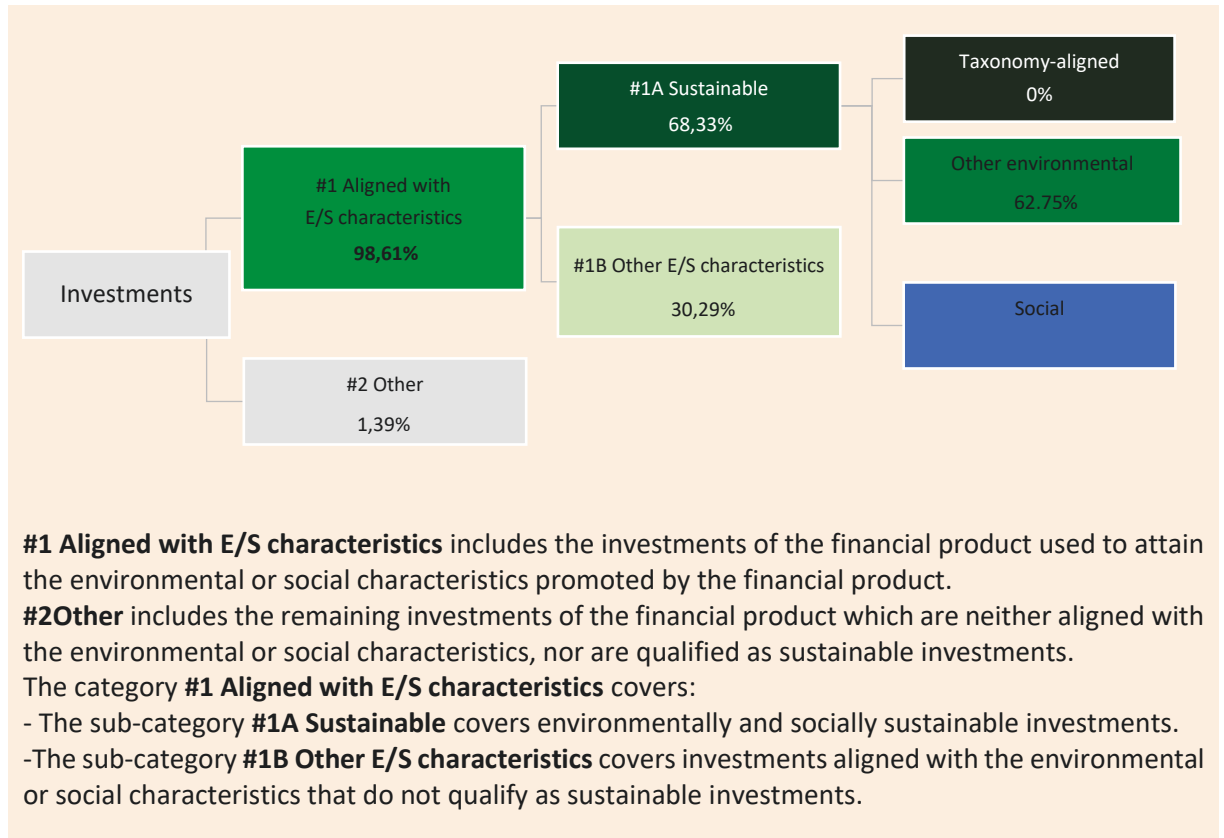 Investments
#1 Aligned with
E/S characteristics
98,61%
#2 Other
1,39%
#1A Sustainable
68,33%
#1B Other E/S characteristics
30,29%
Taxonomy-aligned
0%
Other environmental
62.75%
Social
#1 Aligned with E/S characteristics includes the investments of the financial product used to attain
the environmental or social characteristics promoted by the financial product.
#2Other includes the remaining investments of the financial product which are neither aligned with
the environmental or social characteristics, nor are qualified as sustainable investments.
The category #1 Aligned with E/S characteristics covers:
- The sub-category #1A Sustainable covers environmentally and socially sustainable investments.
-The sub-category #1B Other E/S characteristics covers investments aligned with the environmental
or social characteristics that do not qualify as sustainable investments.